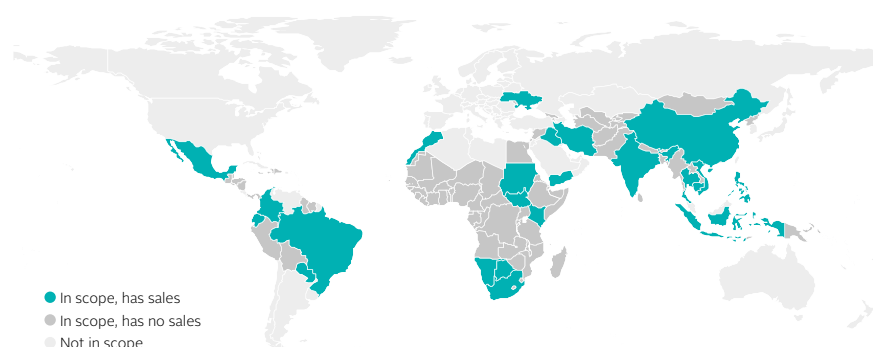 In scope, has sales
In scope, has no sales
Not in scope